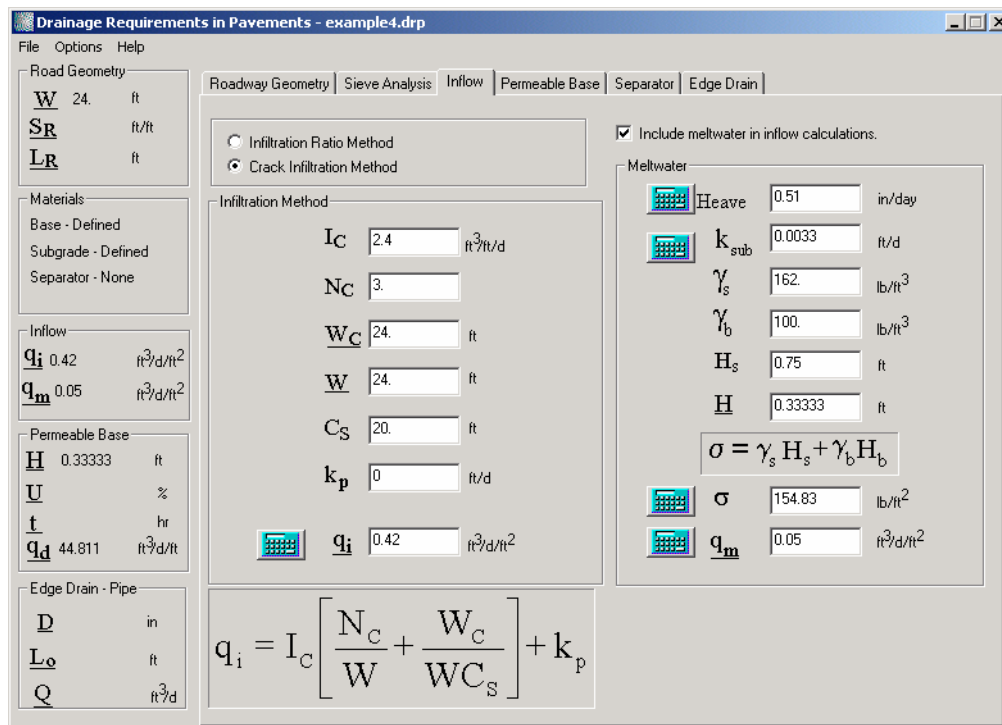 Drainage Requirements in Pavements - example4.drp
File Options Help
Road Geometry
W 24. ft
SR ft/ft
LR ft
Materials
Base - Defined
Subgrade - Defined
Separator - None
Inflow
qi 0.42 ft3/d/ft2
qm 0.05 ft3/d/ft2
Permeable Base
H 0.33333 ft
U %
t hr
qd 44.811 ft3/d/ft
Edge Drain - Pipe
D in
Lo ft
Q ft3/d
Roadway Geometry Sieve Analysis Inflow Permeable Base Separator Edge Drain
Infiltration Ratio Method
Crack Infiltration Method
Infiltration Method
IC 2.4 ft3/ft/d
NC 3.
WC 24. ft
W 24. ft
CS 20. ft
kp 0 ft/d
qi 0.42 ft3/d/ft2
qi = IC [ NC/W + WC/WCS ] + kp
Include meltwater in inflow calculations.
Meltwater
Heave 0.51 in/day
ksub 0.0033 ft/d
γs 162. lb/ft3
γb 100. lb/ft3
Hs 0.75 ft
H 0.33333 ft
σ = γs Hs + γb Hb
σ 154.83 lb/ft2
qm 0.05 ft3/d/ft2